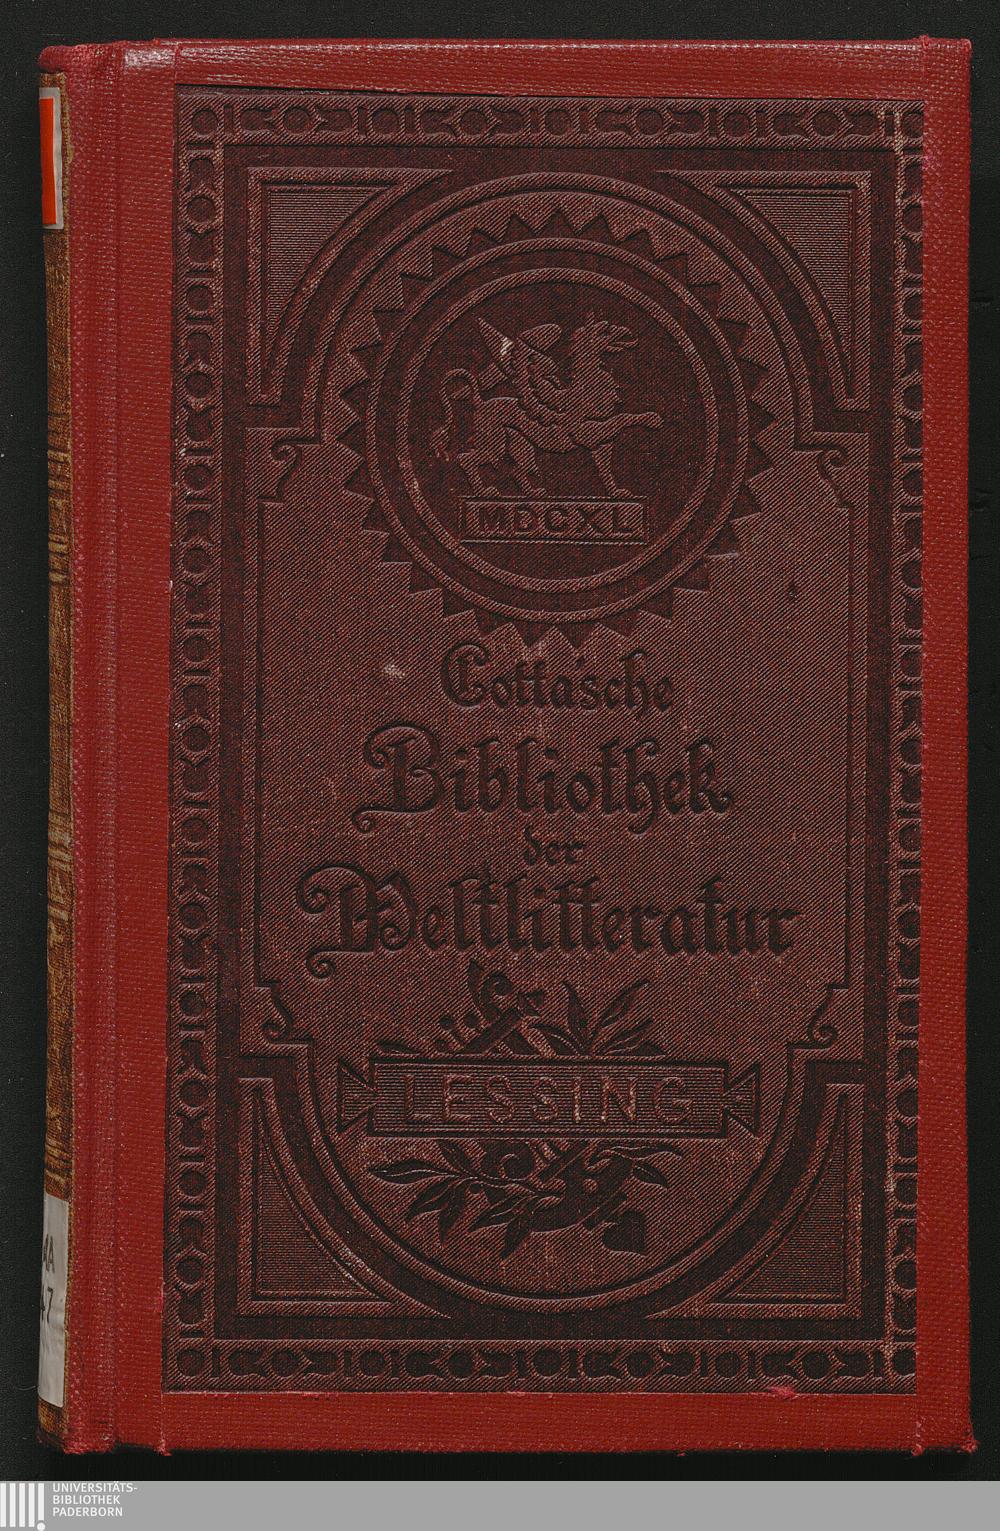 MDCXL
Cotta'sche
Bibliothek
der
Weltlitteratur
LESSING
UNIVERSITÄTS-
BIBLIOTHEK
PADERBORN